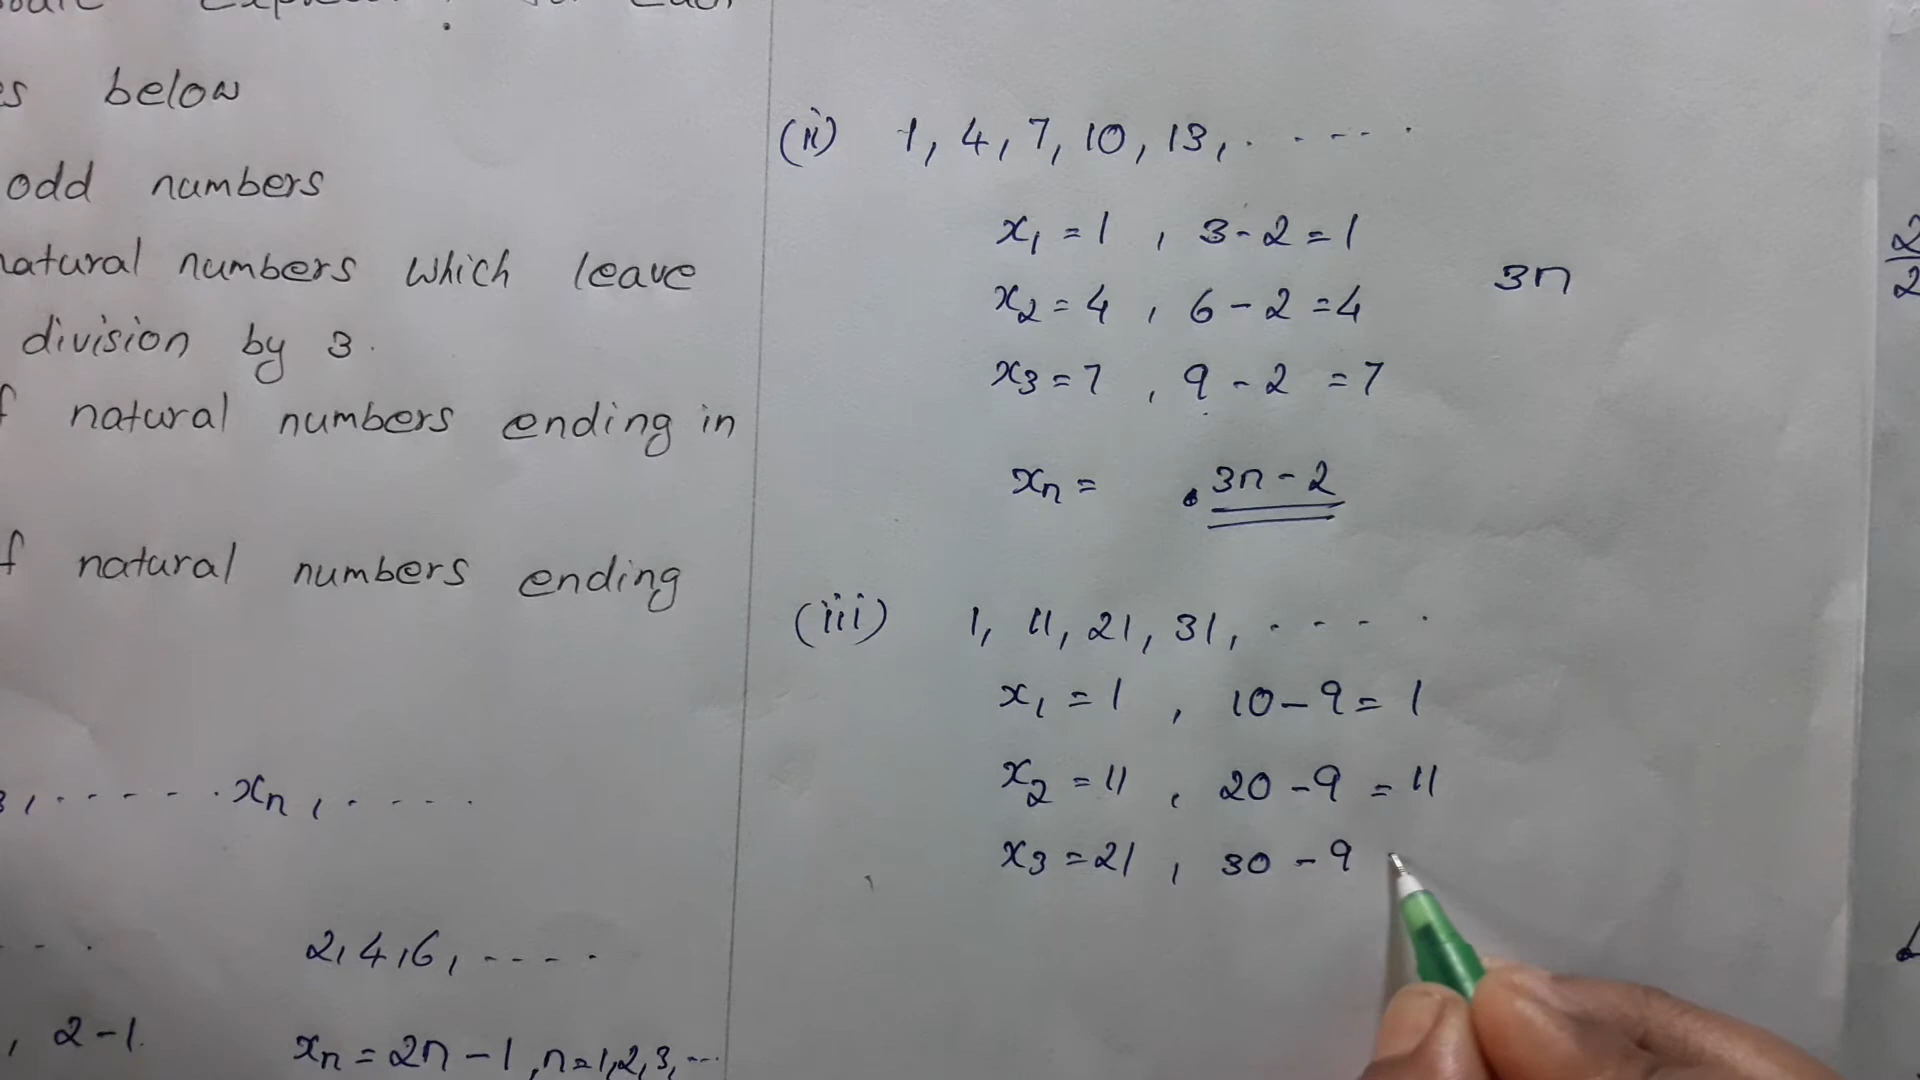 below
odd numbers
natural numbers which leave
division by 3.
natural numbers ending in
natural numbers ending
, ..... xn, ....
2,4,6, ----.
, 2-1.
xn = 2n-1, n=1,2,3,...
(ii) 1, 4, 7, 10, 13, .....
x1 = 1 , 3-2 = 1
x2 = 4 , 6-2 = 4
3n
x3 = 7 , 9-2 = 7
xn = 3n-2
(iii) 1, 11, 21, 31, ....
x1 = 1 , 10-9 = 1
x2 = 11 , 20-9 = 11
x3 = 21 , 30-9
2
2